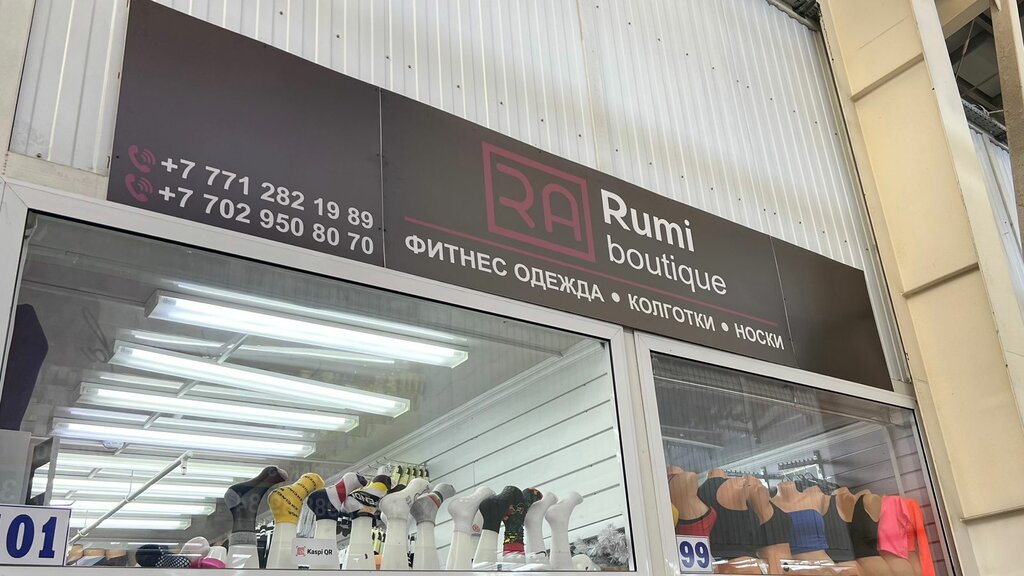 +7 771 282 19 89
+7 702 950 80 70
RA
Rumi
boutique
ФИТНЕС ОДЕЖДА • КОЛГОТКИ • НОСКИ
01
Kaspi QR
99